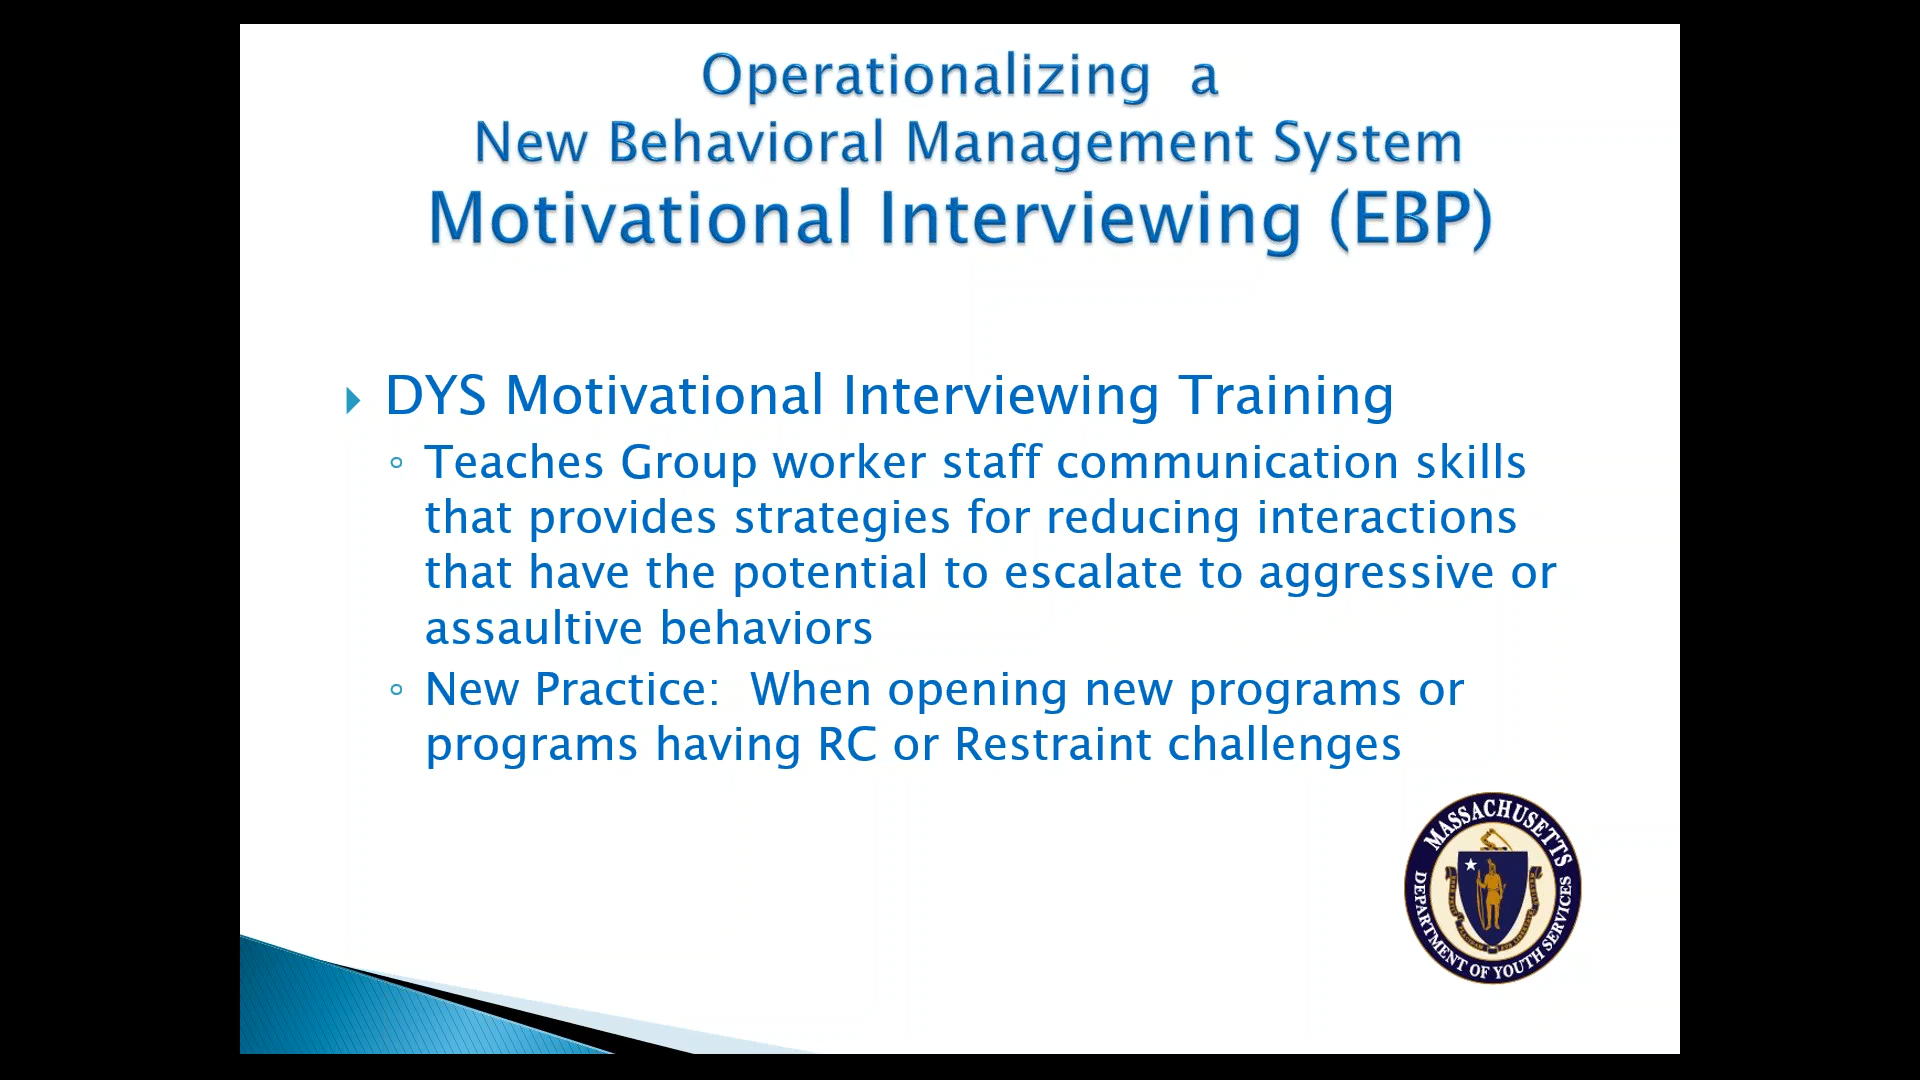 Operationalizing a
New Behavioral Management System
Motivational Interviewing (EBP)
DYS Motivational Interviewing Training
Teaches Group worker staff communication skills
that provides strategies for reducing interactions
that have the potential to escalate to aggressive or
assaultive behaviors
New Practice: When opening new programs or
programs having RC or Restraint challenges
MASSACHUSETTS
DEPARTMENT OF YOUTH SERVICES